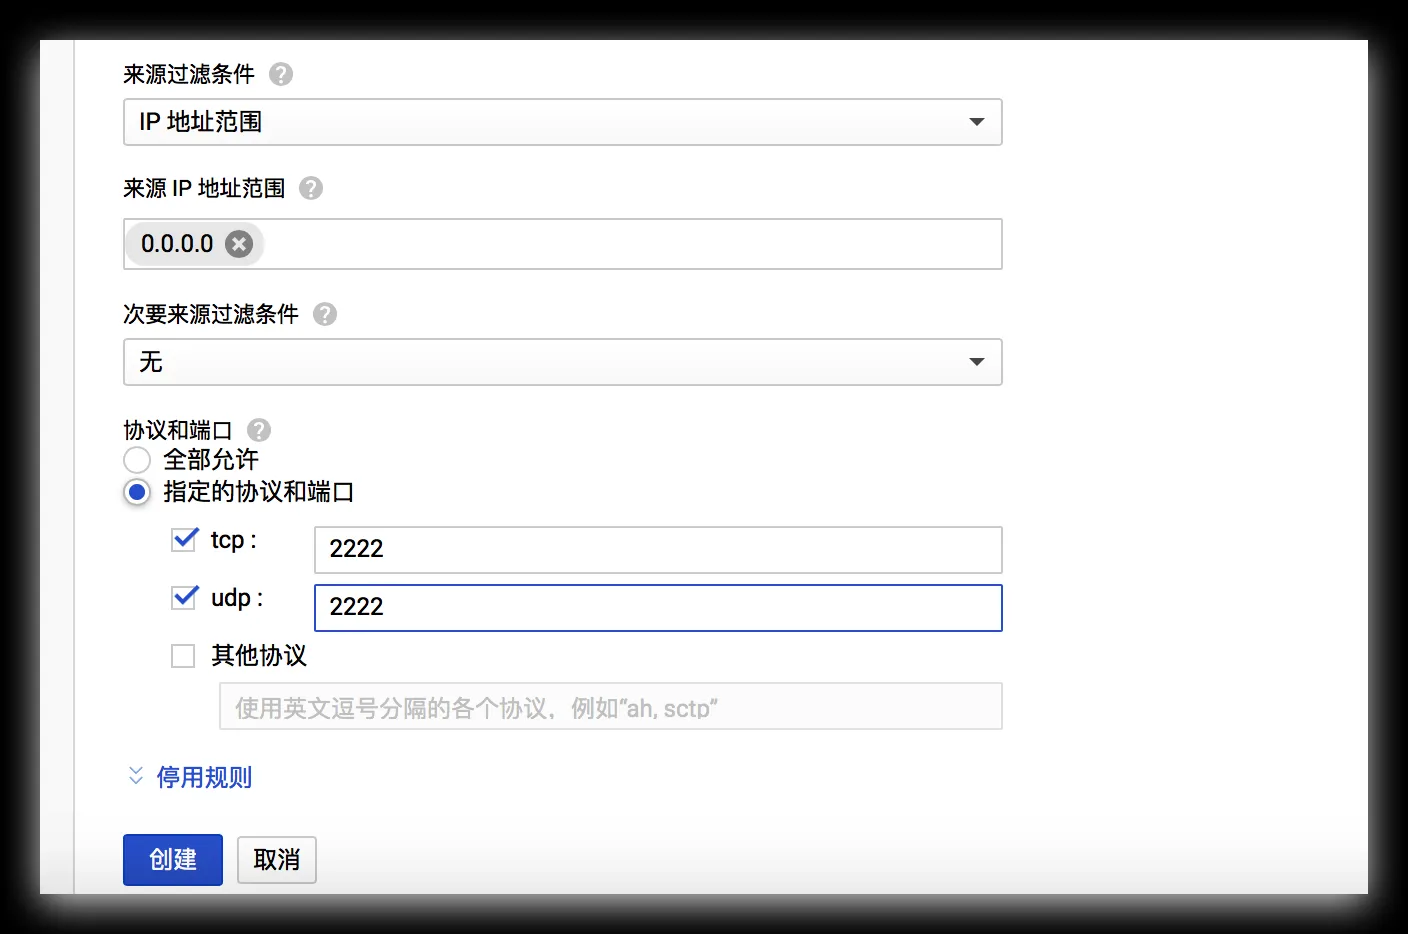 来源过滤条件
IP 地址范围
来源 IP 地址范围
0.0.0.0
次要来源过滤条件
无
协议和端口
全部允许
指定的协议和端口
tcp : 2222
udp : 2222
其他协议
使用英文逗号分隔的各个协议，例如“ah, sctp”
停用规则
创建 取消